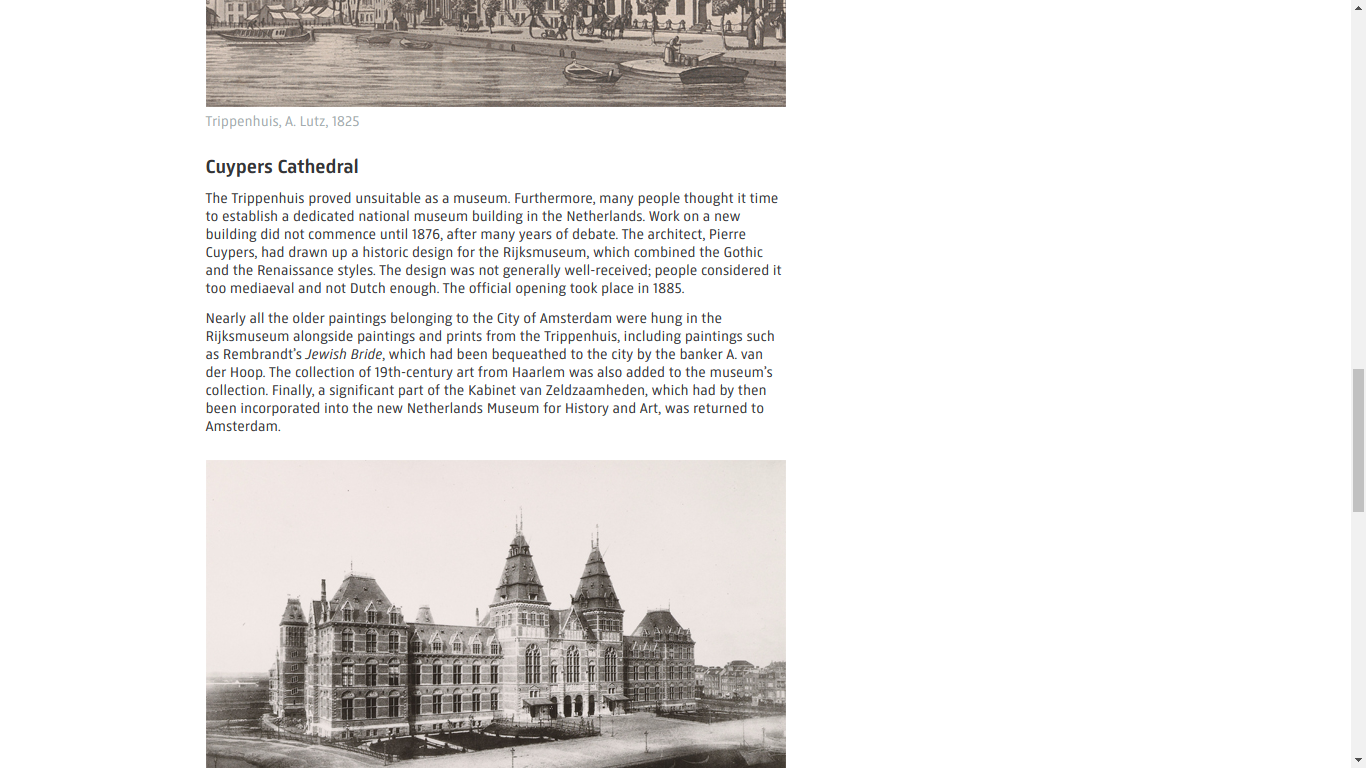 Trippenhuis, A. Lutz, 1825
Cuypers Cathedral
The Trippenhuis proved unsuitable as a museum. Furthermore, many people thought it time
to establish a dedicated national museum building in the Netherlands. Work on a new
building did not commence until 1876, after many years of debate. The architect, Pierre
Cuypers, had drawn up a historic design for the Rijksmuseum, which combined the Gothic
and the Renaissance styles. The design was not generally well-received; people considered it
too mediaeval and not Dutch enough. The official opening took place in 1885.
Nearly all the older paintings belonging to the City of Amsterdam were hung in the
Rijksmuseum alongside paintings and prints from the Trippenhuis, including paintings such
as Rembrandt’s Jewish Bride, which had been bequeathed to the city by the banker A. van
der Hoop. The collection of 19th-century art from Haarlem was also added to the museum’s
collection. Finally, a significant part of the Kabinet van Zeldzaamheden, which had by then
been incorporated into the new Netherlands Museum for History and Art, was returned to
Amsterdam.